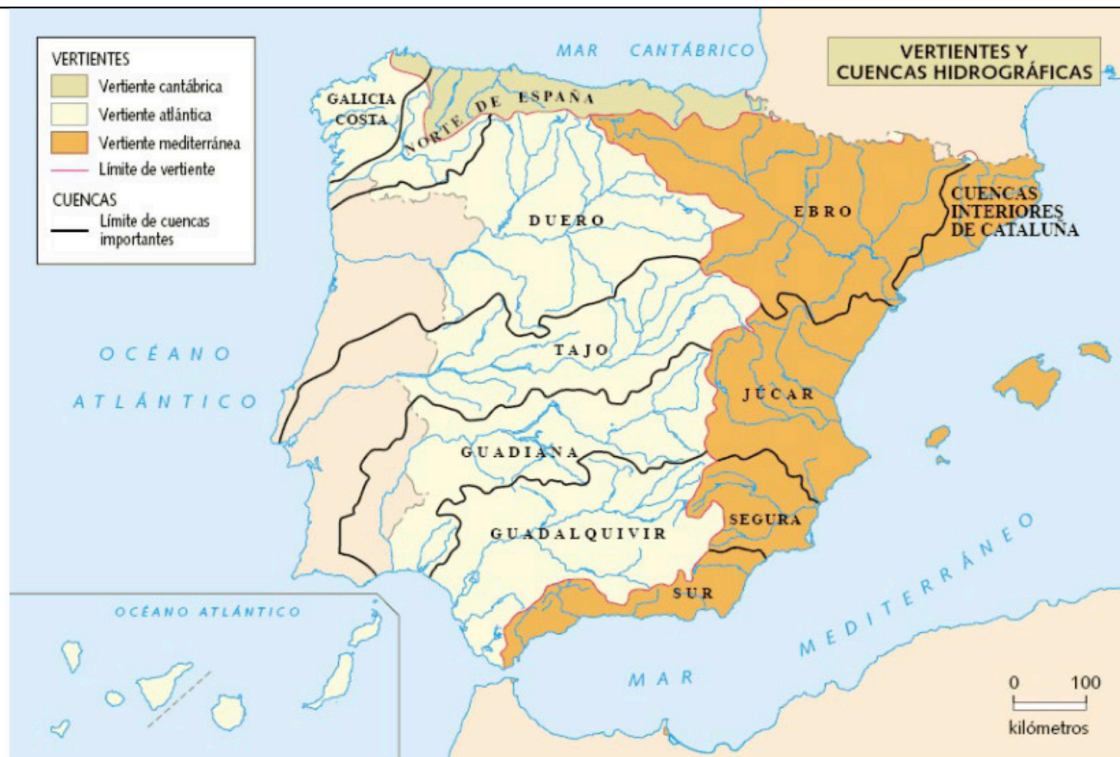 VERTIENTES
Vertiente cantábrica
Vertiente atlántica
Vertiente mediterránea
Límite de vertiente
CUENCAS
Límite de cuencas
importantes
MAR CANTÁBRICO
VERTIENTES Y
CUENCAS HIDROGRÁFICAS
GALICIA
COSTA
NORTE DE ESPAÑA
DUERO
EBRO
CUENCAS
INTERIORES
DE CATALUÑA
OCÉANO
ATLÁNTICO
TAJO
JÚCAR
GUADIANA
GUADALQUIVIR
SEGURA
SUR
MAR MEDITERRÁNEO
OCÉANO ATLÁNTICO
0 100
kilómetros